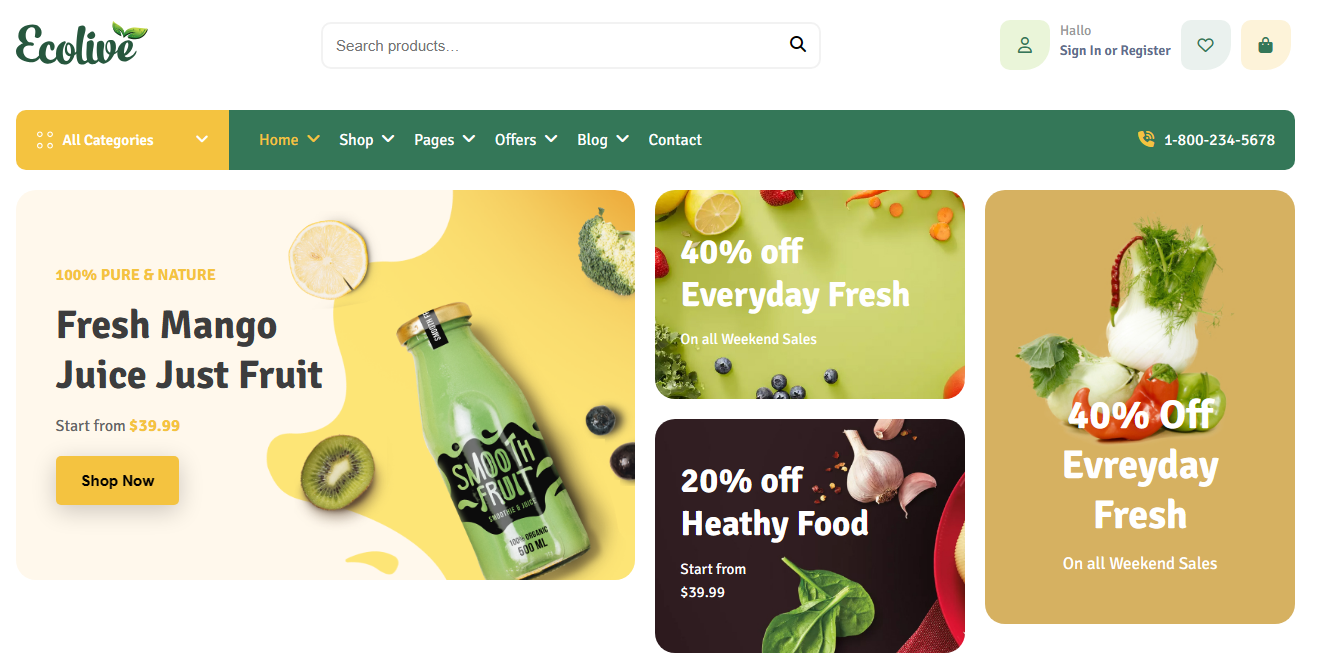 Ecolive
Search products...
Hallo
Sign In or Register
All Categories
Home
Shop
Pages
Offers
Blog
Contact
1-800-234-5678
100% PURE & NATURE
Fresh Mango
Juice Just Fruit
Start from $39.99
Shop Now
SMOOTH
FRUIT
SMOOTHIE & JUICE
100% ORGANIC
500 ML
40% off
Everyday Fresh
On all Weekend Sales
20% off
Heathy Food
Start from
$39.99
40% Off
Evreyday
Fresh
On all Weekend Sales